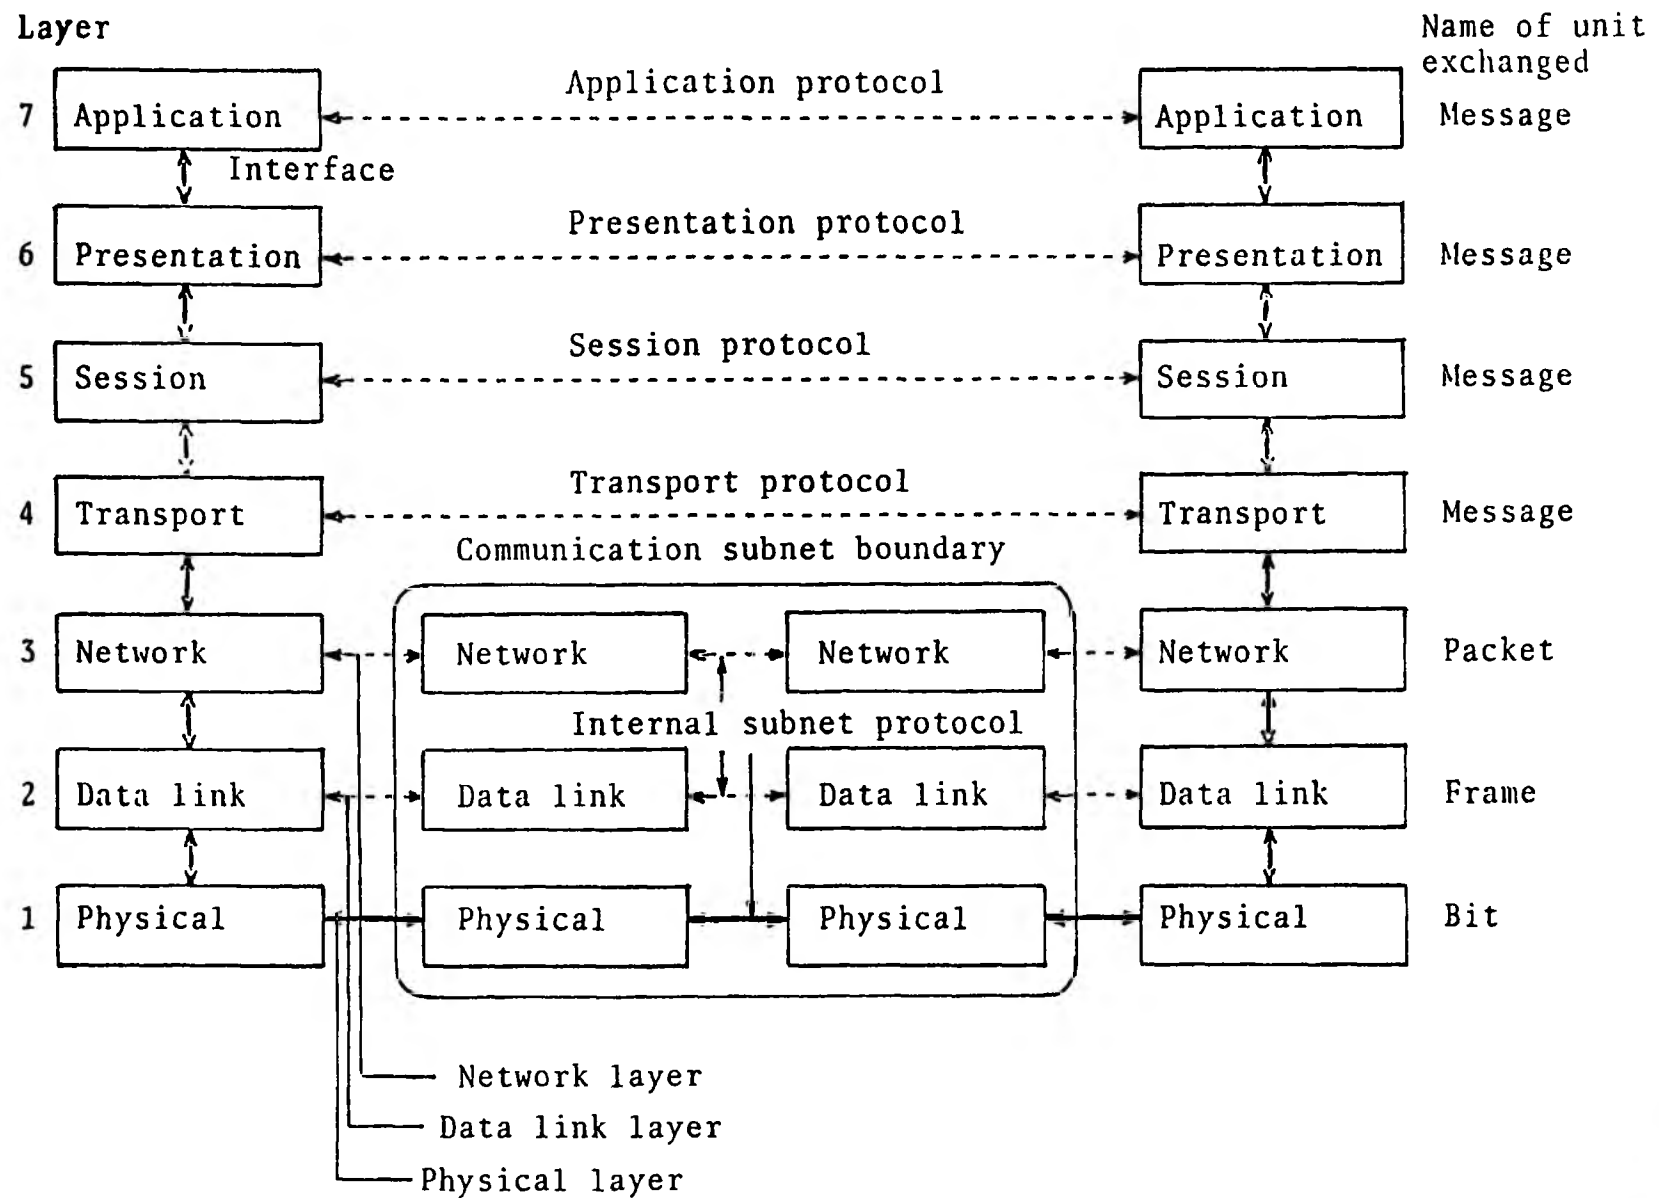 Layer
Name of unit
exchanged
Application protocol
7 Application Application Message
Interface
Presentation protocol
6 Presentation Presentation Message
Session protocol
5 Session Session Message
Transport protocol
4 Transport Transport Message
Communication subnet boundary
3 Network Network Network Network Packet
Internal subnet protocol
2 Data link Data link Data link Data link Frame
1 Physical Physical Physical Physical Bit
Network layer
Data link layer
Physical layer